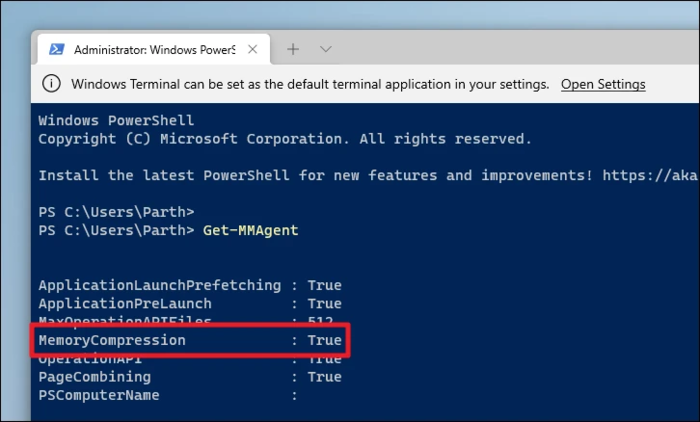 Administrator: Windows PowerS
Windows Terminal can be set as the default terminal application in your settings. Open Settings
Windows PowerShell
Copyright (C) Microsoft Corporation. All rights reserved.
Install the latest PowerShell for new features and improvements! https://aka
PS C:\Users\Parth>
PS C:\Users\Parth> Get-MMAgent
ApplicationLaunchPrefetching : True
ApplicationPreLaunch : True
MaxOperationAPIFiles : 512
MemoryCompression : True
OperationAPI : True
PageCombining : True
PSComputerName :